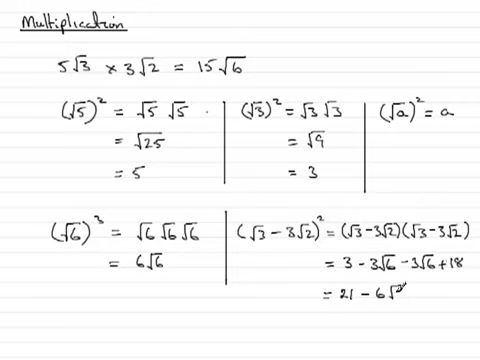 Multiplication
5√3 × 3√2 = 15√6
(√5)² = √5 √5
= √25
= 5
(√3)² = √3 √3
= √9
= 3
(√a)² = a
(√6)³ = √6 √6 √6
= 6√6
(√3 − 3√2)² = (√3 − 3√2)(√3 − 3√2)
= 3 − 3√6 − 3√6 + 18
= 21 − 6√